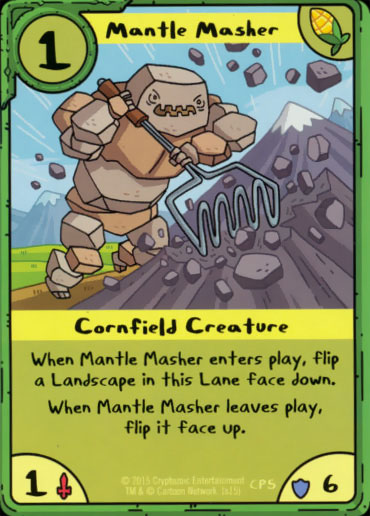 1
Mantle Masher
Cornfield Creature
When Mantle Masher enters play, flip
a Landscape in this Lane face down.
When Mantle Masher leaves play,
flip it face up.
© 2015 Cryptozoic Entertainment
TM & © Cartoon Network (s15)
CPS
1
6